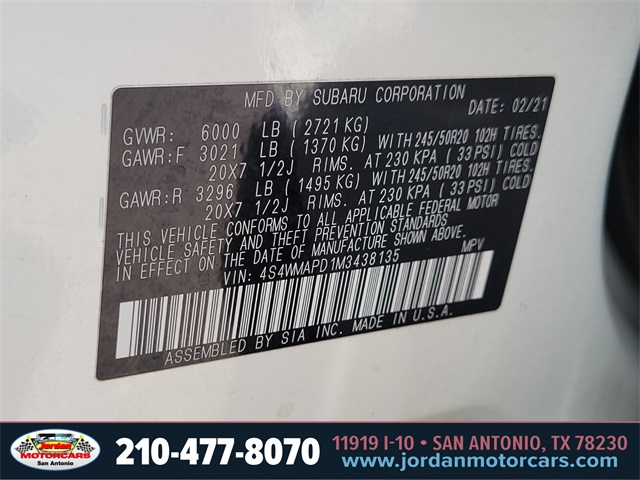 MFD BY SUBARU CORPORATION
DATE: 02/21
GVWR: 6000 LB (2721 KG)
GAWR:F 3021 LB (1370 KG) WITH 245/50R20 102H TIRES.
20X7 1/2J RIMS. AT 230 KPA (33 PSI) COLD
GAWR:R 3296 LB (1495 KG) WITH 245/50R20 102H TIRES.
20X7 1/2J RIMS. AT 230 KPA (33 PSI) COLD
THIS VEHICLE CONFORMS TO ALL APPLICABLE FEDERAL MOTOR
VEHICLE SAFETY AND THEFT PREVENTION STANDARDS IN EFFECT
ON THE DATE OF MANUFACTURE SHOWN ABOVE.
VIN: 4S4WMAPD1M3438135
MPV
ASSEMBLED BY SIA INC. MADE IN U.S.A.
Jordan
MOTORCARS
San Antonio
210-477-8070
11919 I-10 • SAN ANTONIO, TX 78230
www.jordanmotorcars.com